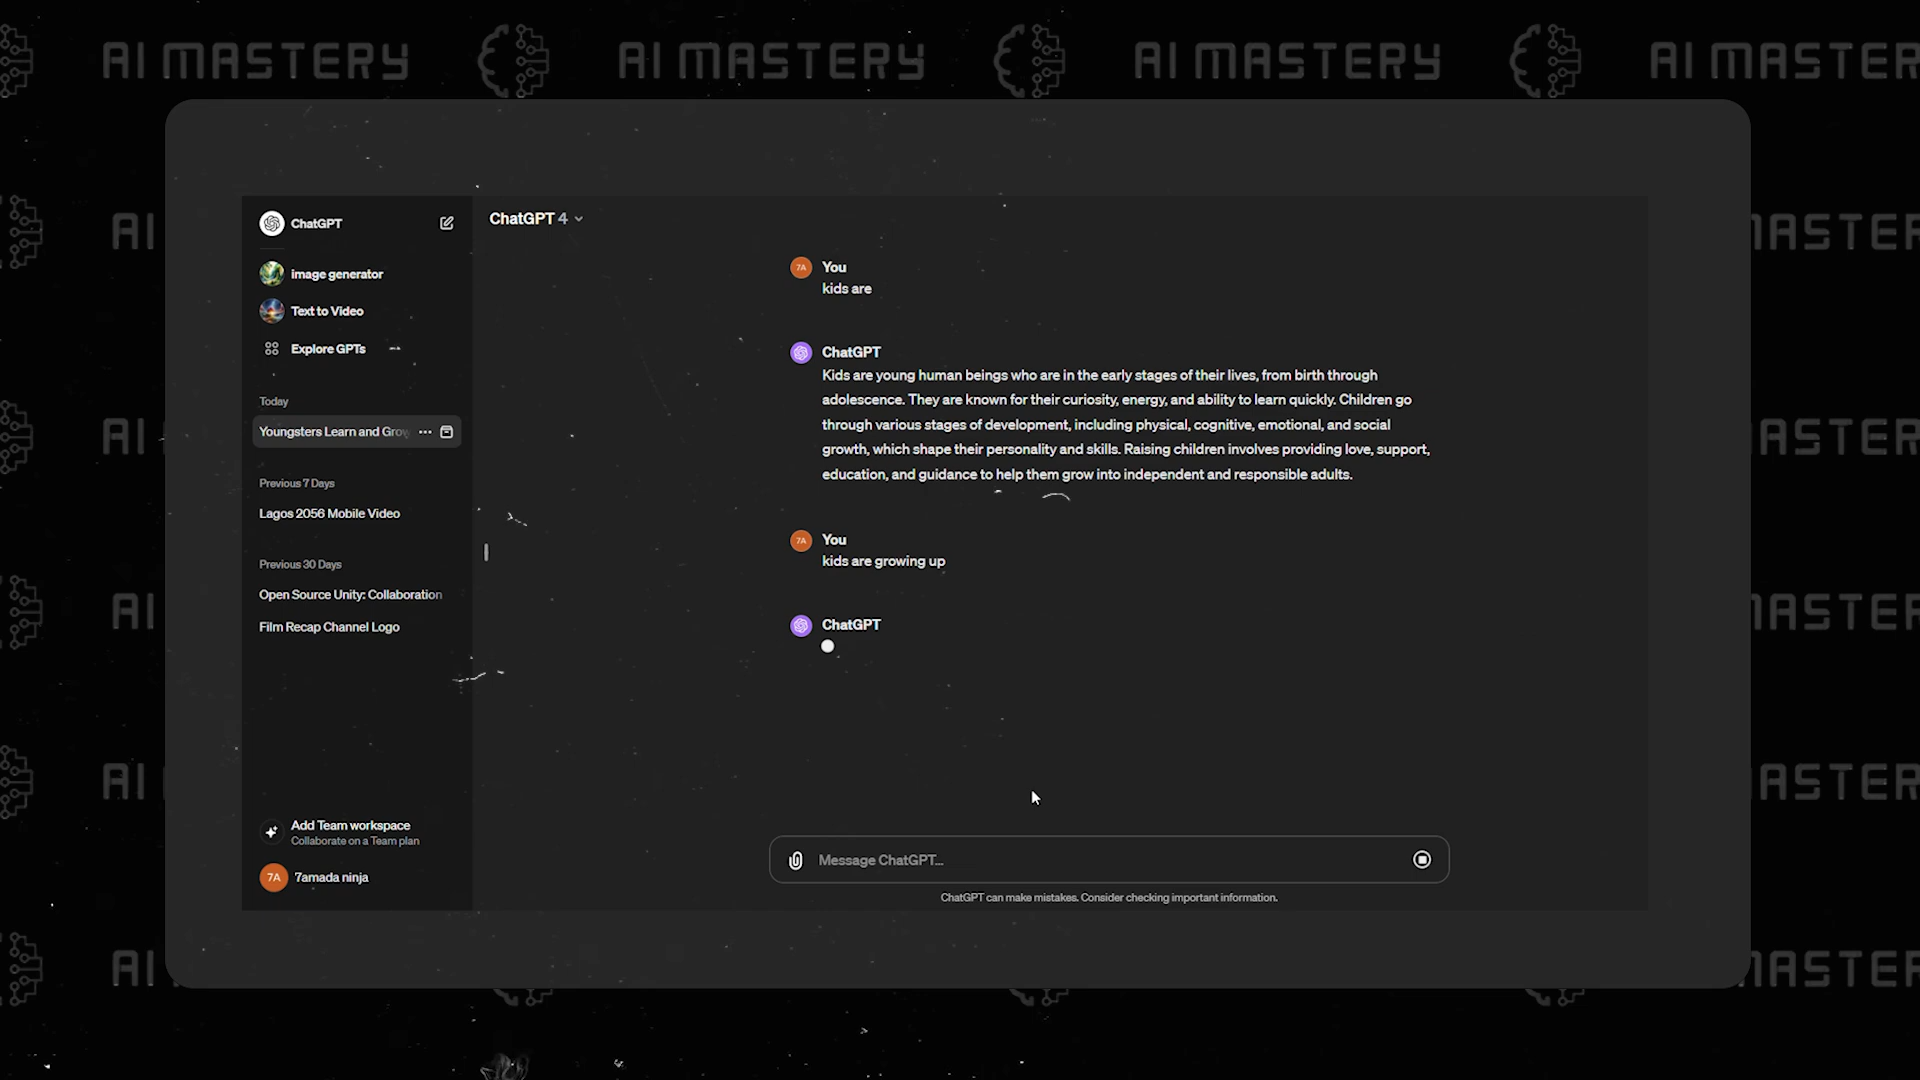 AI MASTERY AI MASTERY AI MASTERY AI MASTER
ChatGPT
image generator
Text to Video
Explore GPTs
Today
Youngsters Learn and Grow
Previous 7 Days
Lagos 2056 Mobile Video
Previous 30 Days
Open Source Unity: Collaboration
Film Recap Channel Logo
Add Team workspace
Collaborate on a Team plan
7A 7amada ninja
ChatGPT 4
7A You
kids are
ChatGPT
Kids are young human beings who are in the early stages of their lives, from birth through
adolescence. They are known for their curiosity, energy, and ability to learn quickly. Children go
through various stages of development, including physical, cognitive, emotional, and social
growth, which shape their personality and skills. Raising children involves providing love, support,
education, and guidance to help them grow into independent and responsible adults.
7A You
kids are growing up
ChatGPT
Message ChatGPT...
ChatGPT can make mistakes. Consider checking important information.
AI
MASTERY
AI
MASTERY
AI
MASTERY
AI
MASTERY
AI
MASTERY